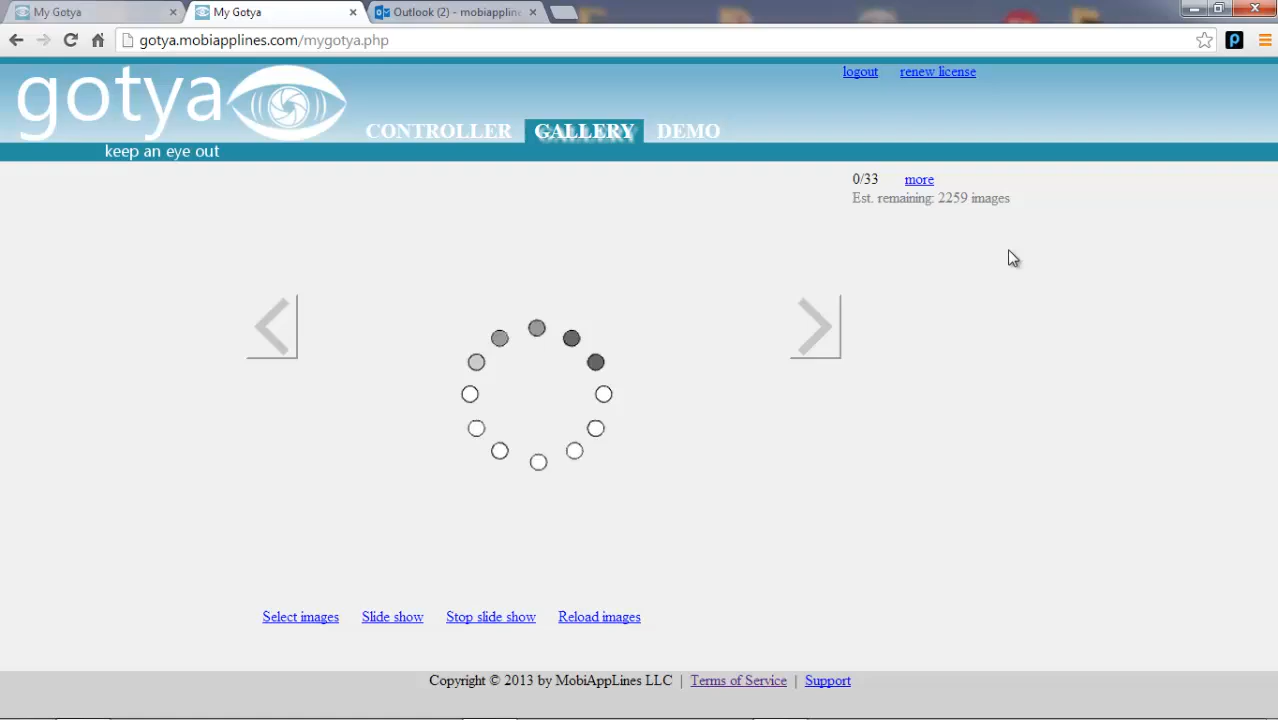 My Gotya
My Gotya
Outlook (2) - mobiappline
gotya.mobiapplines.com/mygotya.php
gotya
keep an eye out
CONTROLLER
GALLERY
DEMO
logout
renew license
0/33 more
Est. remaining: 2259 images
Select images
Slide show
Stop slide show
Reload images
Copyright © 2013 by MobiAppLines LLC | Terms of Service | Support